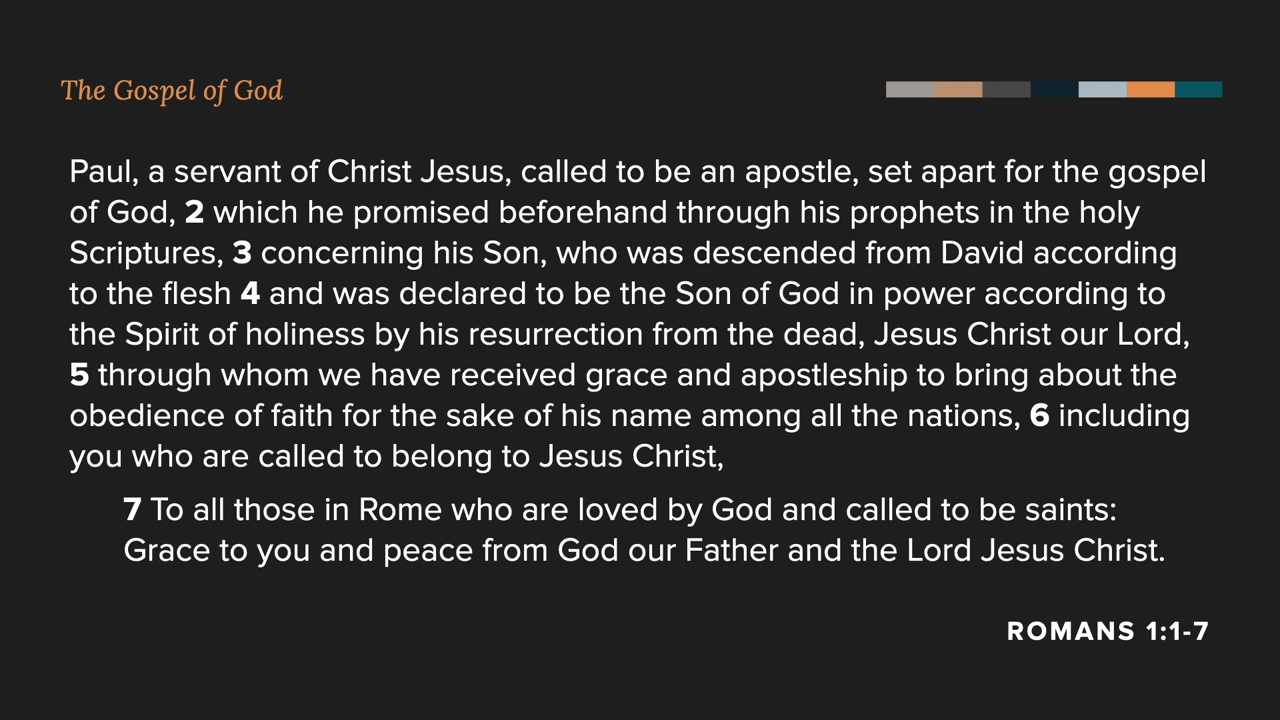 The Gospel of God
Paul, a servant of Christ Jesus, called to be an apostle, set apart for the gospel
of God, 2 which he promised beforehand through his prophets in the holy
Scriptures, 3 concerning his Son, who was descended from David according
to the flesh 4 and was declared to be the Son of God in power according to
the Spirit of holiness by his resurrection from the dead, Jesus Christ our Lord,
5 through whom we have received grace and apostleship to bring about the
obedience of faith for the sake of his name among all the nations, 6 including
you who are called to belong to Jesus Christ,
7 To all those in Rome who are loved by God and called to be saints:
Grace to you and peace from God our Father and the Lord Jesus Christ.
ROMANS 1:1-7